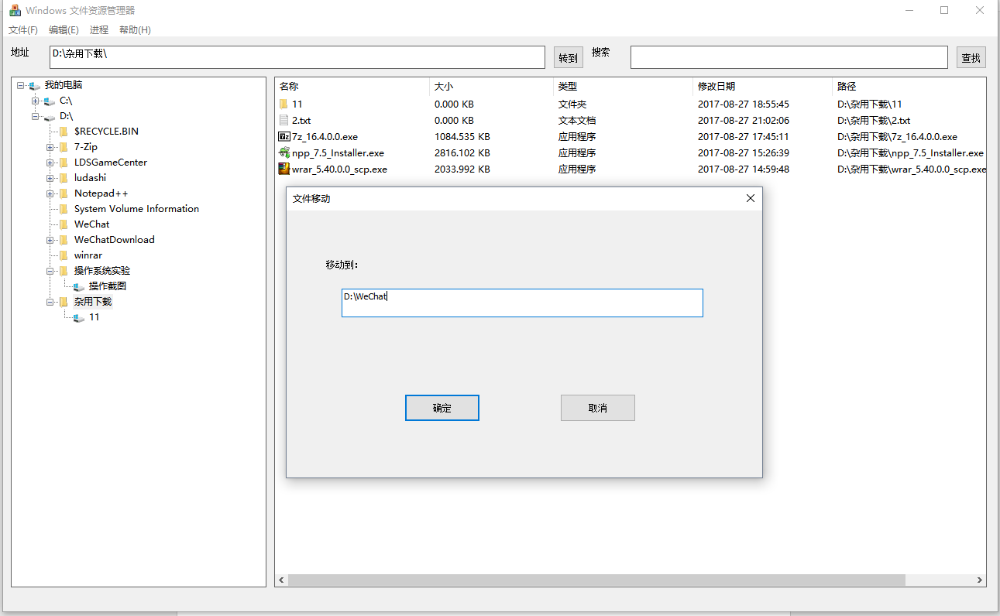 Windows 文件资源管理器
文件(F) 编辑(E) 进程 帮助(H)
地址 D:\杂用下载\ 转到 搜索 查找
我的电脑
C:\
D:\
$RECYCLE.BIN
7-Zip
LDSGameCenter
ludashi
Notepad++
System Volume Information
WeChat
WeChatDownload
winrar
操作系统实验
操作截图
杂用下载
11
名称 大小 类型 修改日期 路径
11 0.000 KB 文件夹 2017-08-27 18:55:45 D:\杂用下载\11
2.txt 0.000 KB 文本文档 2017-08-27 21:02:06 D:\杂用下载\2.txt
7z_16.4.0.0.exe 1084.535 KB 应用程序 2017-08-27 17:45:11 D:\杂用下载\7z_16.4.0.0.exe
npp_7.5_Installer.exe 2816.102 KB 应用程序 2017-08-27 15:26:39 D:\杂用下载\npp_7.5_Installer.exe
wrar_5.40.0.0_scp.exe 2033.992 KB 应用程序 2017-08-27 14:59:48 D:\杂用下载\wrar_5.40.0.0_scp.exe
文件移动
移动到:
D:\WeChat
确定 取消